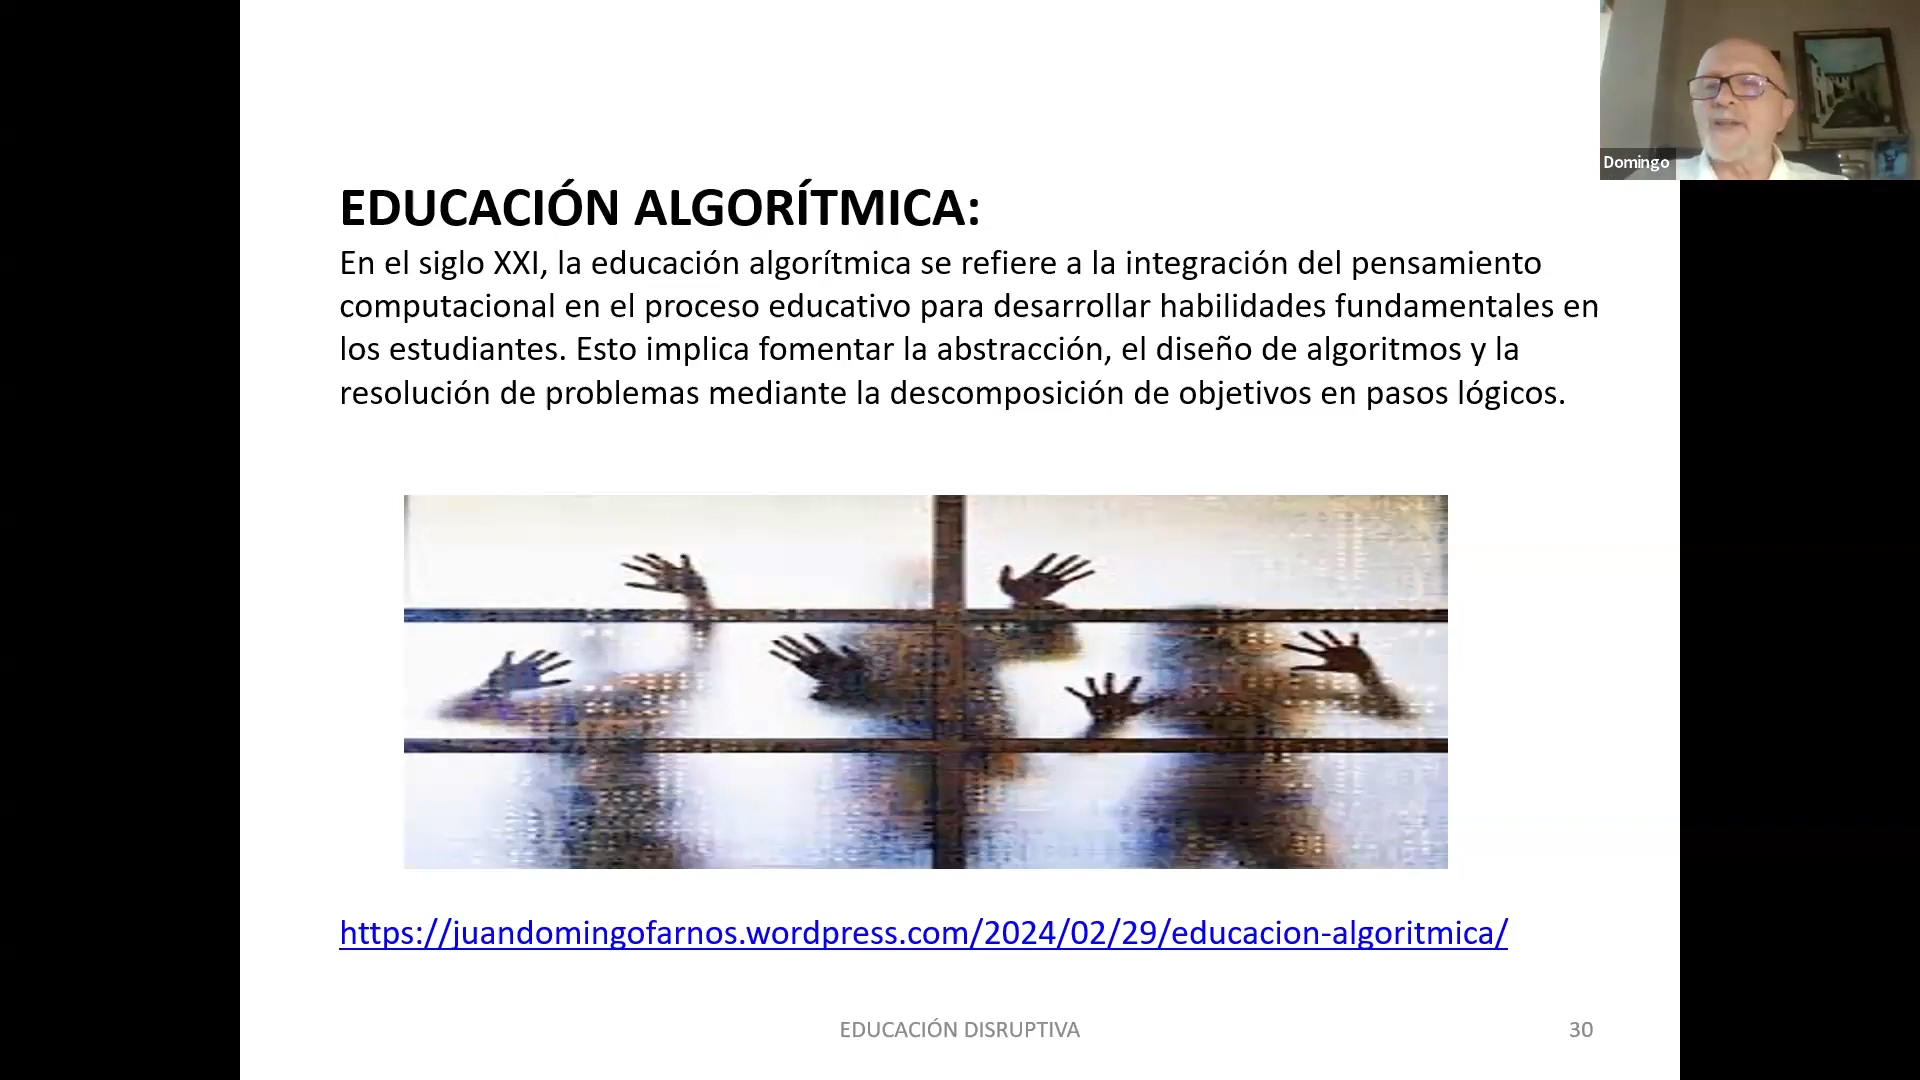 Domingo
EDUCACIÓN ALGORÍTMICA:
En el siglo XXI, la educación algorítmica se refiere a la integración del pensamiento
computacional en el proceso educativo para desarrollar habilidades fundamentales en
los estudiantes. Esto implica fomentar la abstracción, el diseño de algoritmos y la
resolución de problemas mediante la descomposición de objetivos en pasos lógicos.
https://juandomingofarnos.wordpress.com/2024/02/29/educacion-algoritmica/
EDUCACIÓN DISRUPTIVA
30